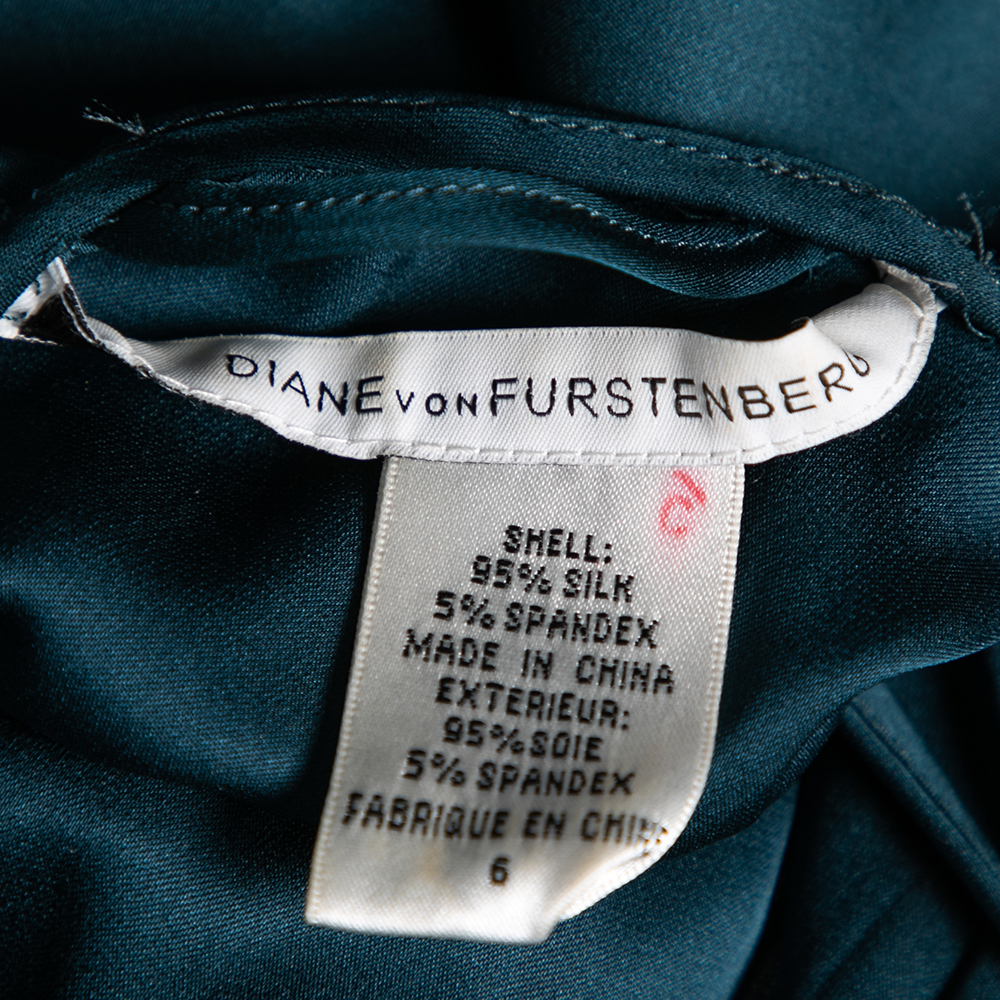 DIANE VON FURSTENBERG
SHELL:
95% SILK
5% SPANDEX
MADE IN CHINA
EXTERIEUR:
95% SOIE
5% SPANDEX
FABRIQUE EN CHINE
6